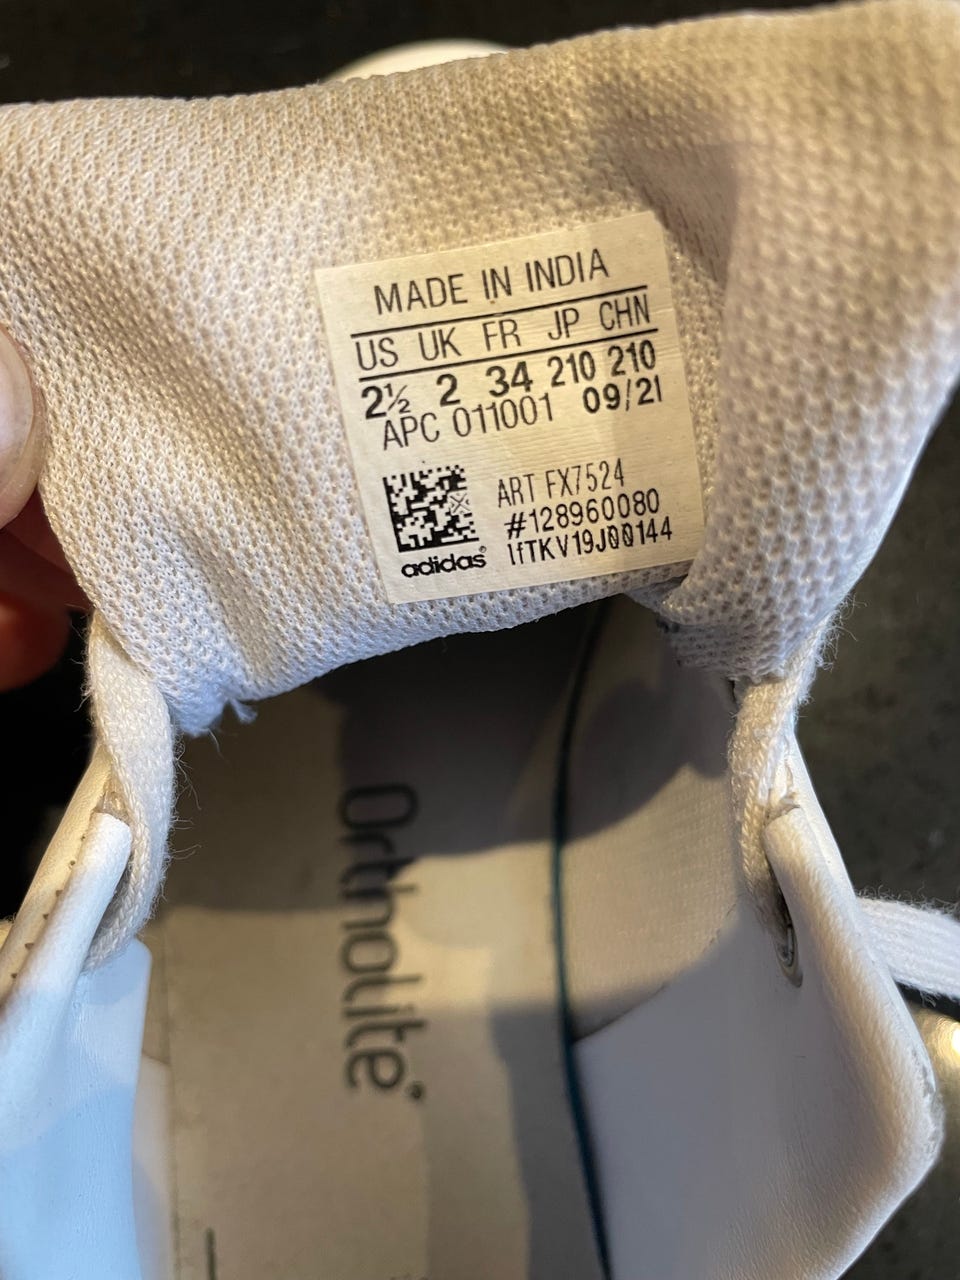 MADE IN INDIA
US UK FR JP CHN
2½ 2 34 210 210
APC 011001 09/21
ART FX7524
#128960080
1fTKV19J00144
adidas®
OrthoLite®